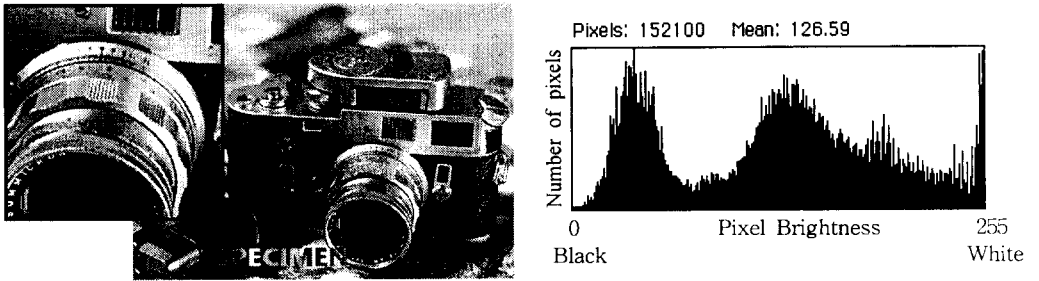 PECIMEN
Pixels: 152100 Mean: 126.59
Number of pixels
0 Pixel Brightness 255
Black White